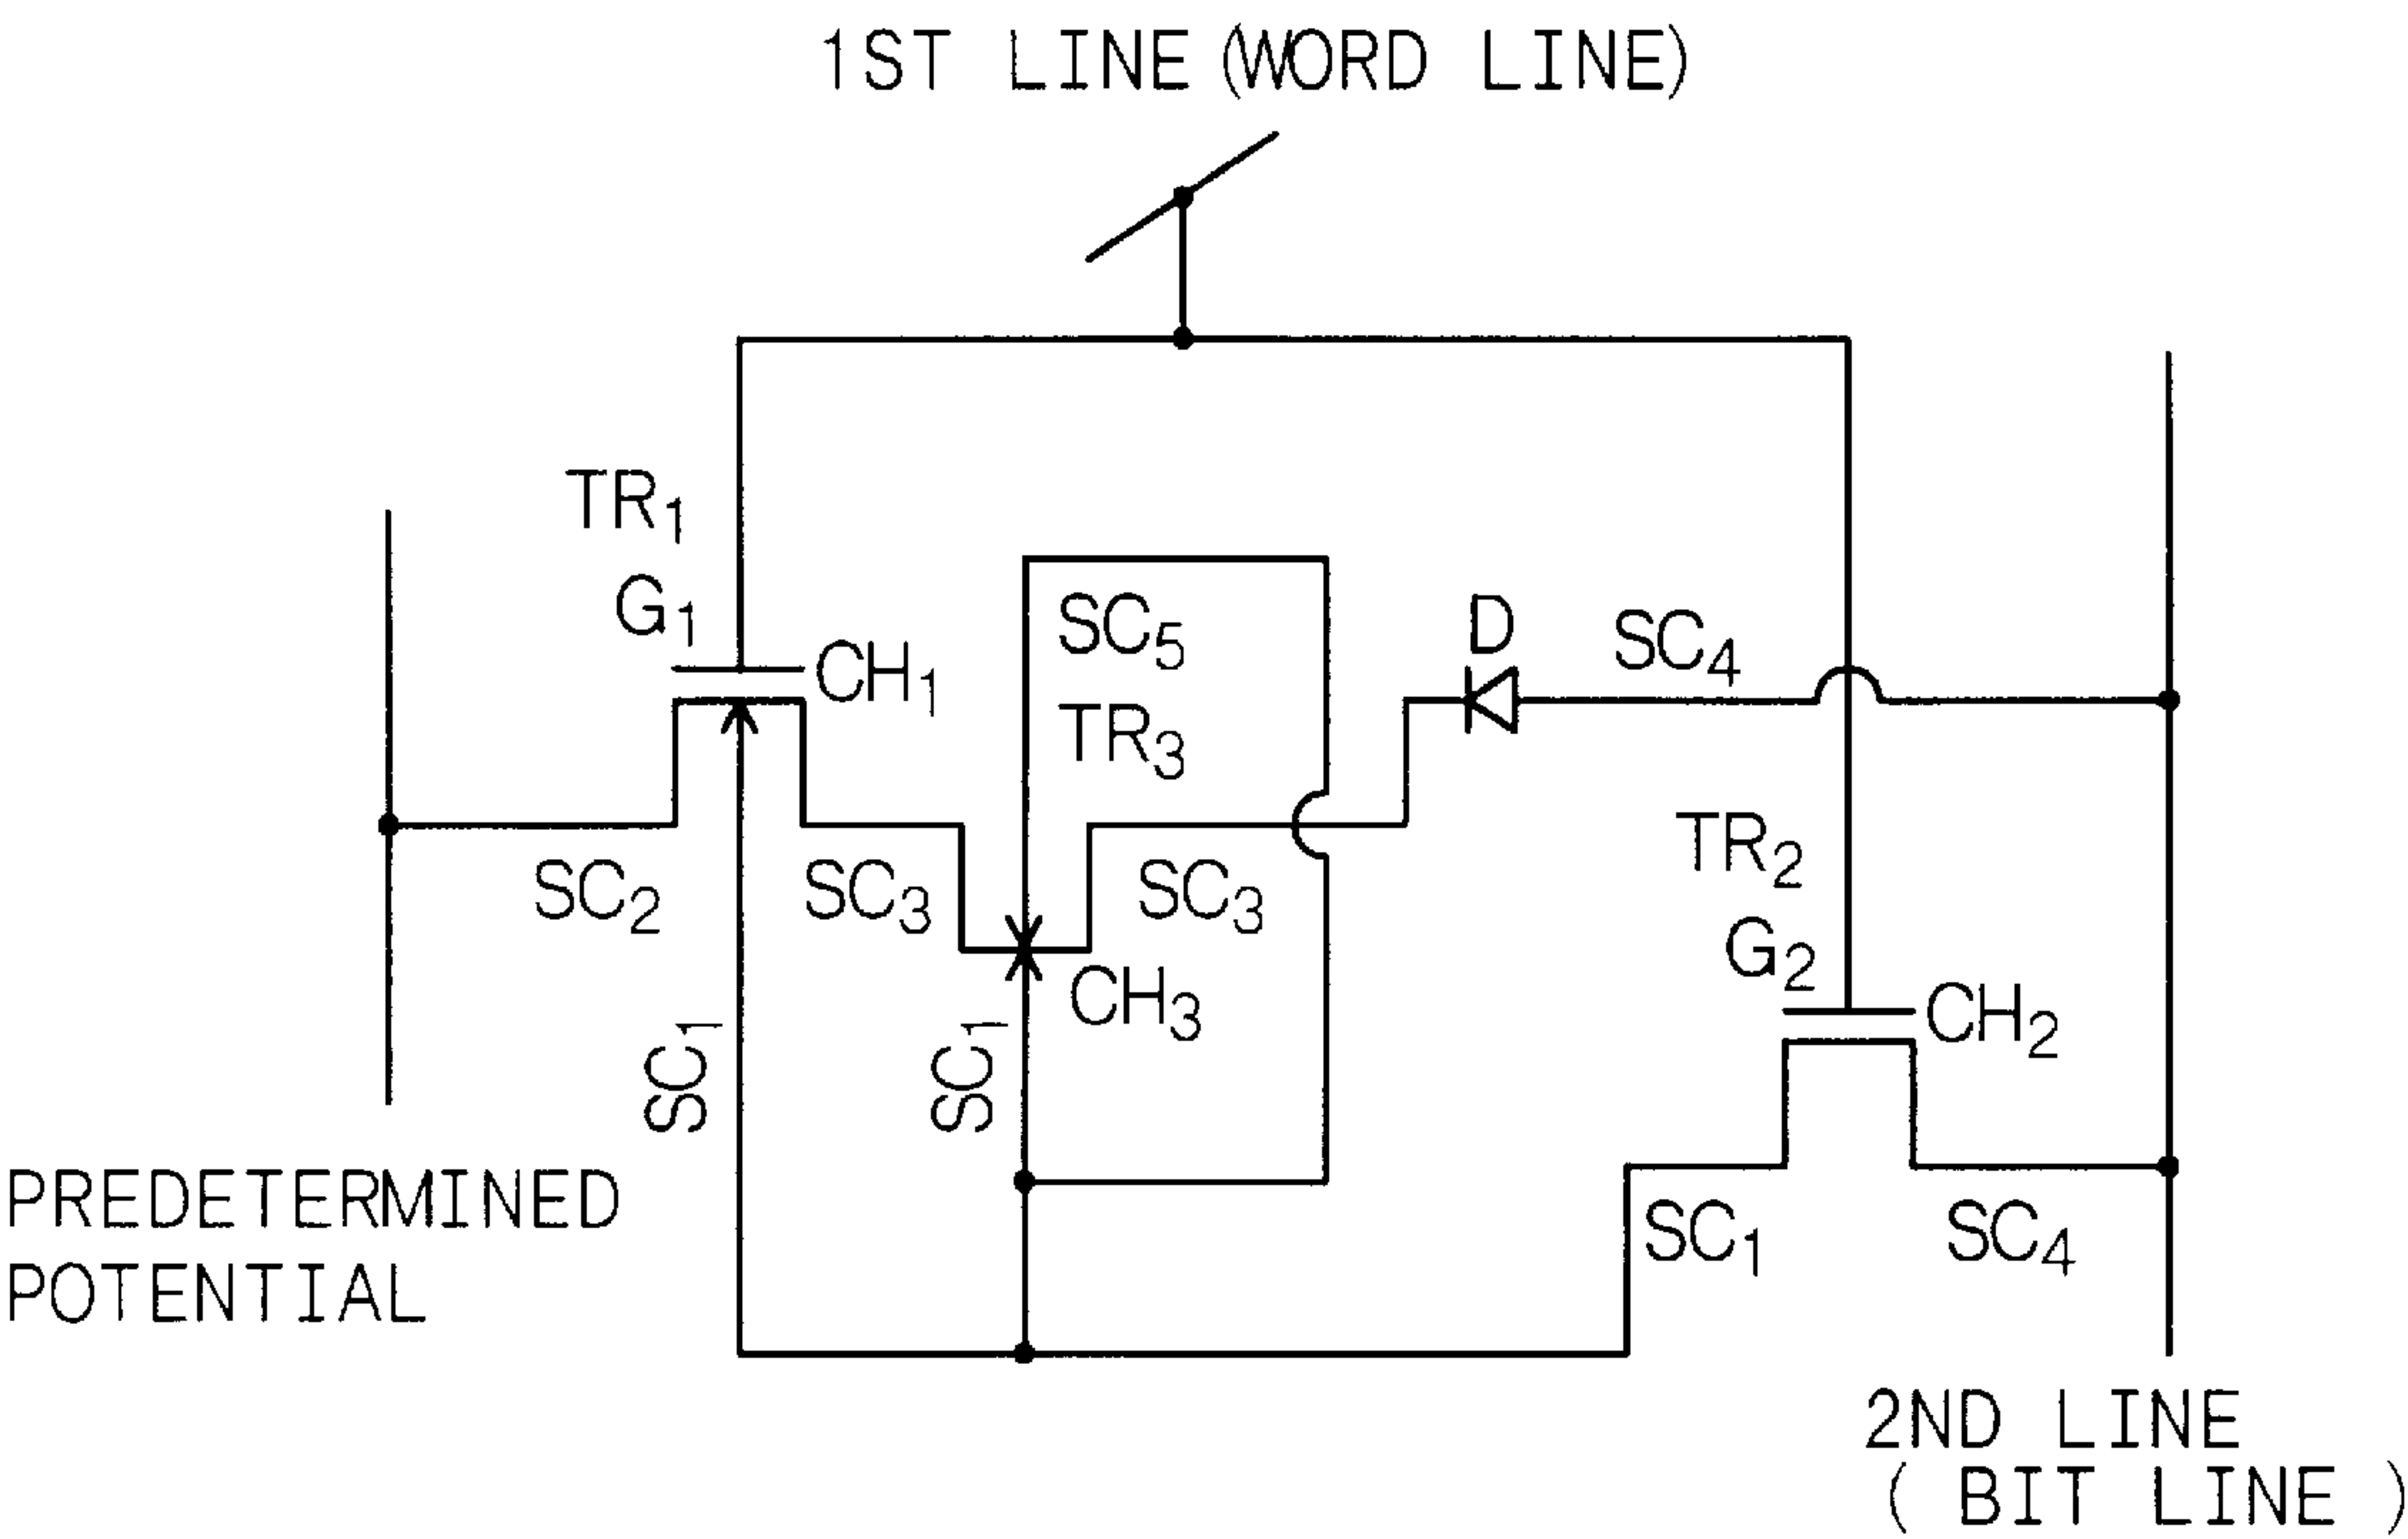 1ST LINE (WORD LINE)
TR1
G1
CH1
SC5
TR3
D
SC4
SC2
SC3
SC3
TR2
G2
CH3
CH2
SC1
SC1
SC1
SC4
PREDETERMINED
POTENTIAL
2ND LINE
( BIT LINE )